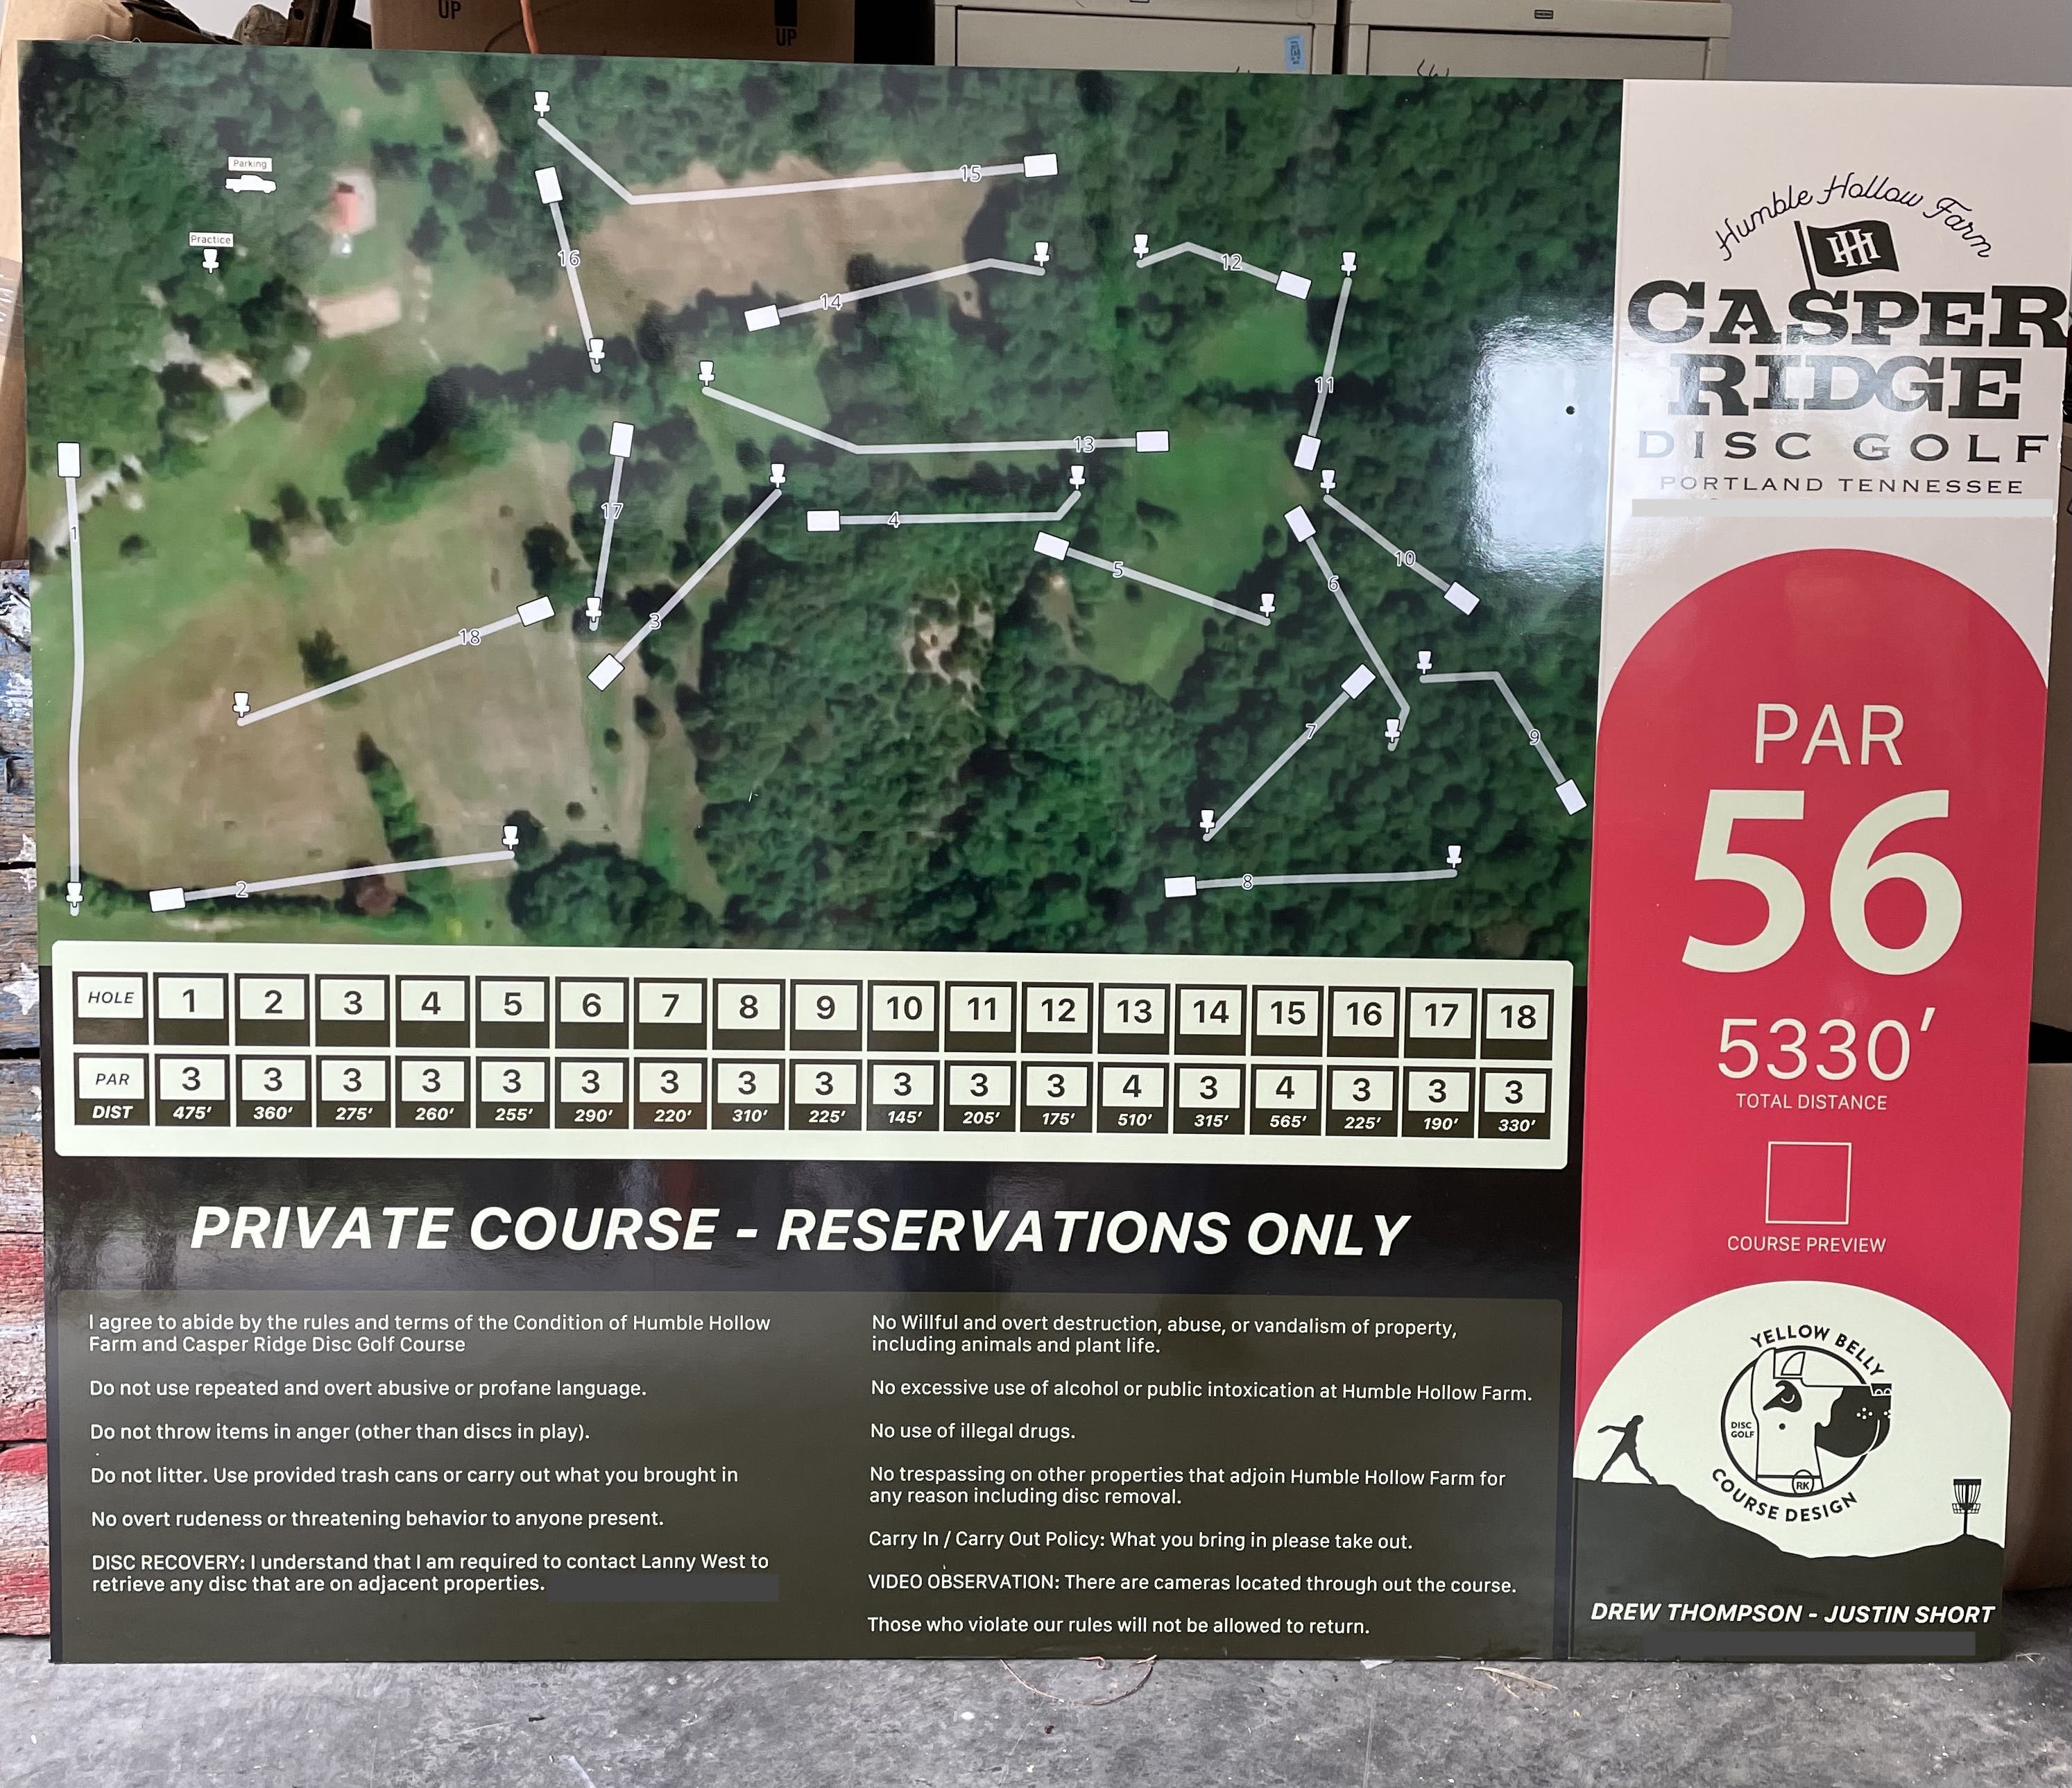 UP
UP
Parking
Practice
15
16
12
14
11
13
1
17
4
10
5
6
3
18
7
9
2
8
Humble Hollow Farm
HH
CASPER
RIDGE
DISC GOLF
PORTLAND TENNESSEE
PAR
56
5330'
TOTAL DISTANCE
COURSE PREVIEW
YELLOW BELLY
DISC
GOLF
RK
COURSE DESIGN
DREW THOMPSON - JUSTIN SHORT
HOLE 1 2 3 4 5 6 7 8 9 10 11 12 13 14 15 16 17 18
PAR 3 3 3 3 3 3 3 3 3 3 3 3 4 3 4 3 3 3
DIST 475' 360' 275' 260' 255' 290' 220' 310' 225' 145' 205' 175' 510' 315' 565' 225' 190' 330'
PRIVATE COURSE - RESERVATIONS ONLY
I agree to abide by the rules and terms of the Condition of Humble Hollow
Farm and Casper Ridge Disc Golf Course
Do not use repeated and overt abusive or profane language.
Do not throw items in anger (other than discs in play).
Do not litter. Use provided trash cans or carry out what you brought in
No overt rudeness or threatening behavior to anyone present.
DISC RECOVERY: I understand that I am required to contact Lanny West to
retrieve any disc that are on adjacent properties.
No Willful and overt destruction, abuse, or vandalism of property,
including animals and plant life.
No excessive use of alcohol or public intoxication at Humble Hollow Farm.
No use of illegal drugs.
No trespassing on other properties that adjoin Humble Hollow Farm for
any reason including disc removal.
Carry In / Carry Out Policy: What you bring in please take out.
VIDEO OBSERVATION: There are cameras located through out the course.
Those who violate our rules will not be allowed to return.